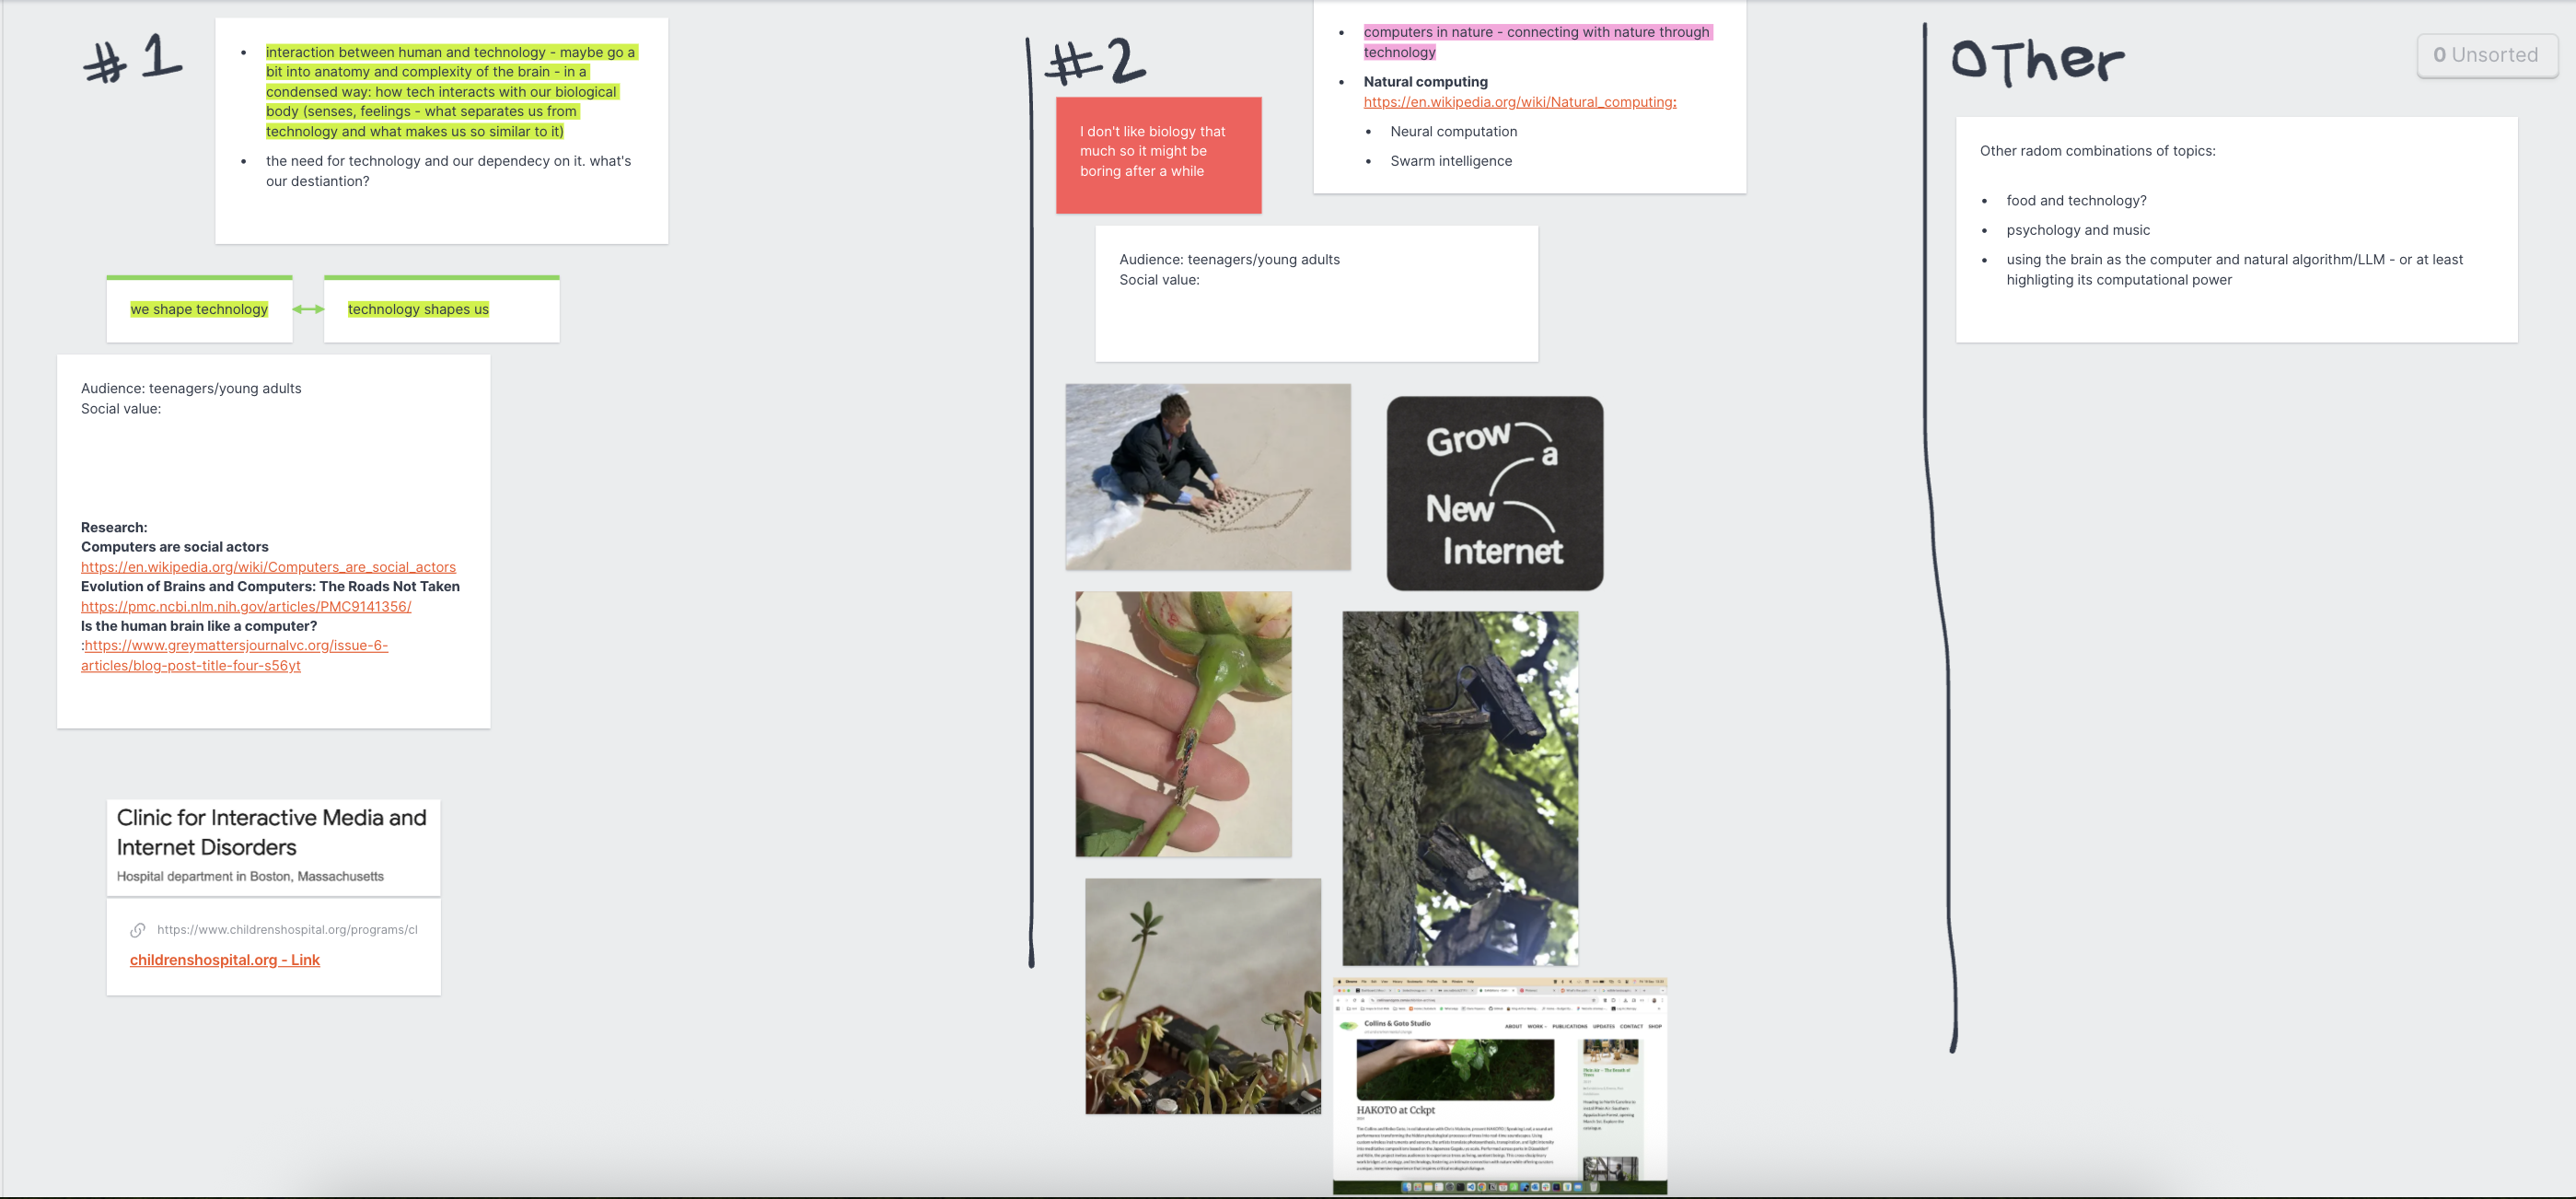 #1
interaction between human and technology - maybe go a
bit into anatomy and complexity of the brain - in a
condensed way: how tech interacts with our biological
body (senses, feelings - what separates us from
technology and what makes us so similar to it)
the need for technology and our dependecy on it. what's
our destiantion?
we shape technology
technology shapes us
Audience: teenagers/young adults
Social value:
Research:
Computers are social actors
https://en.wikipedia.org/wiki/Computers_are_social_actors
Evolution of Brains and Computers: The Roads Not Taken
https://pmc.ncbi.nlm.nih.gov/articles/PMC9141356/
Is the human brain like a computer?
:https://www.greymattersjournalvc.org/issue-6-
articles/blog-post-title-four-s56yt
Clinic for Interactive Media and
Internet Disorders
Hospital department in Boston, Massachusetts
https://www.childrenshospital.org/programs/cl
childrenshospital.org - Link
#2
I don't like biology that
much so it might be
boring after a while
computers in nature - connecting with nature through
technology
Natural computing
https://en.wikipedia.org/wiki/Natural_computing:
Neural computation
Swarm intelligence
Audience: teenagers/young adults
Social value:
Grow
a
New
Internet
Collins & Goto Studio
ABOUT WORK PUBLICATIONS UPDATES CONTACT SHOP
HAKOTO at Cckpt
OTher
0 Unsorted
Other radom combinations of topics:
food and technology?
psychology and music
using the brain as the computer and natural algorithm/LLM - or at least
highligting its computational power